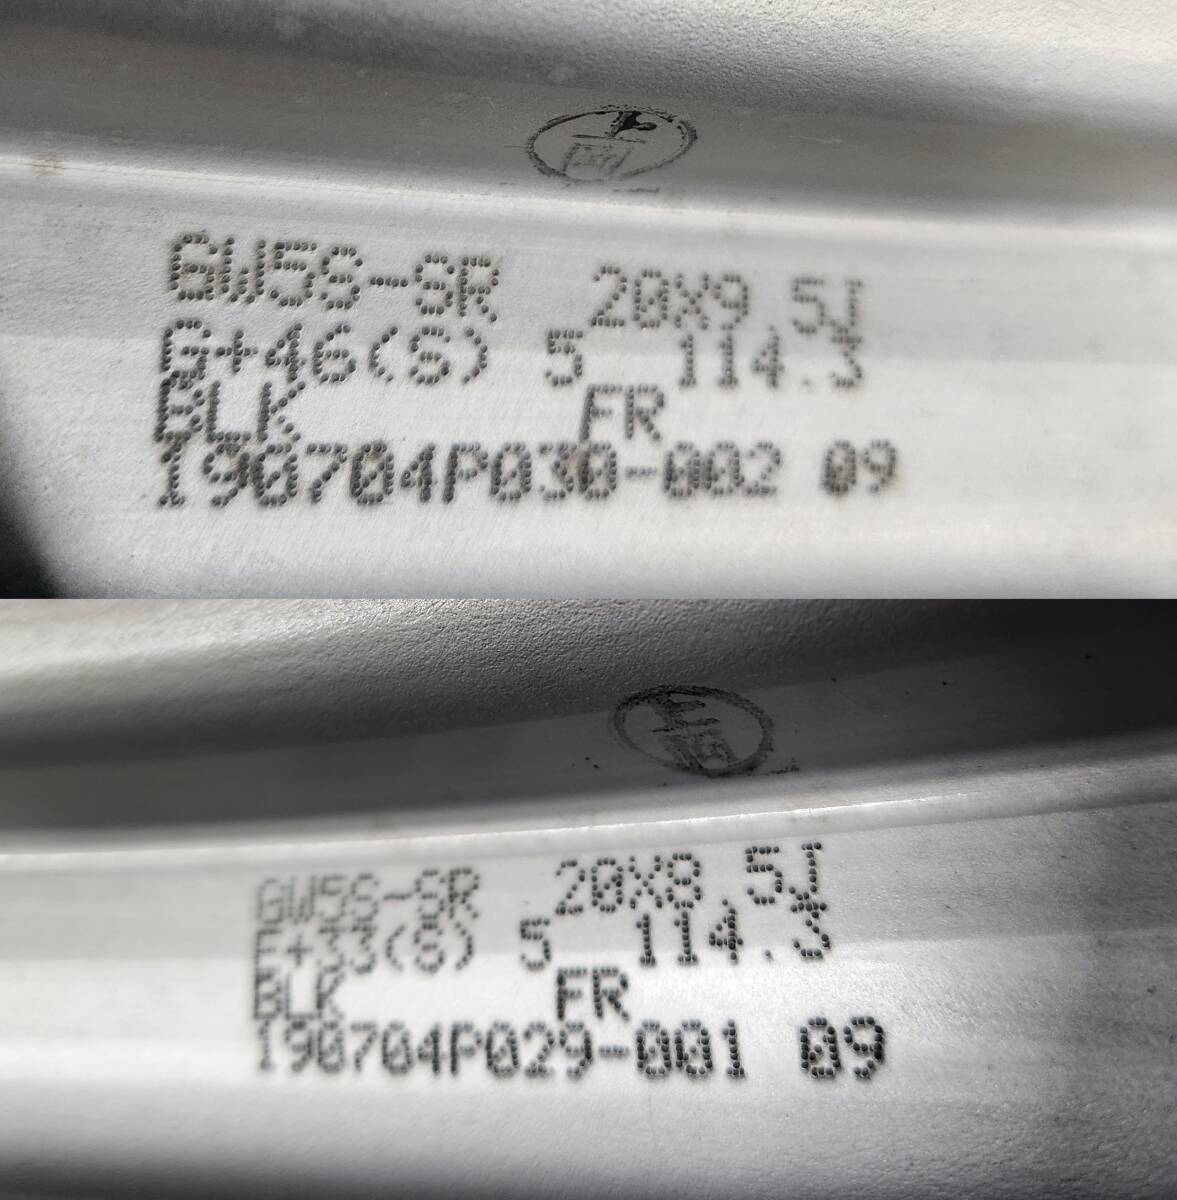 GW5S-SR 20X9.5J
G+46(S) 5 114.3
BLK FR
190704P030-002 09
GW5S-SR 20X8.5J
F+33(S) 5 114.3
BLK FR
190704P029-001 09